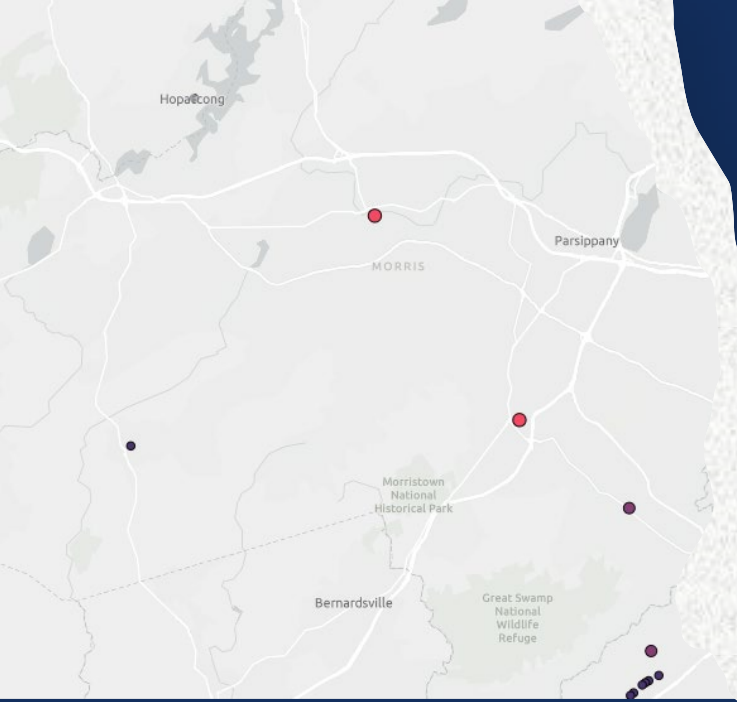 Hopatcong
Parsippany
MORRIS
Morristown
National
Historical Park
Bernardsville
Great Swamp
National
Wildlife
Refuge